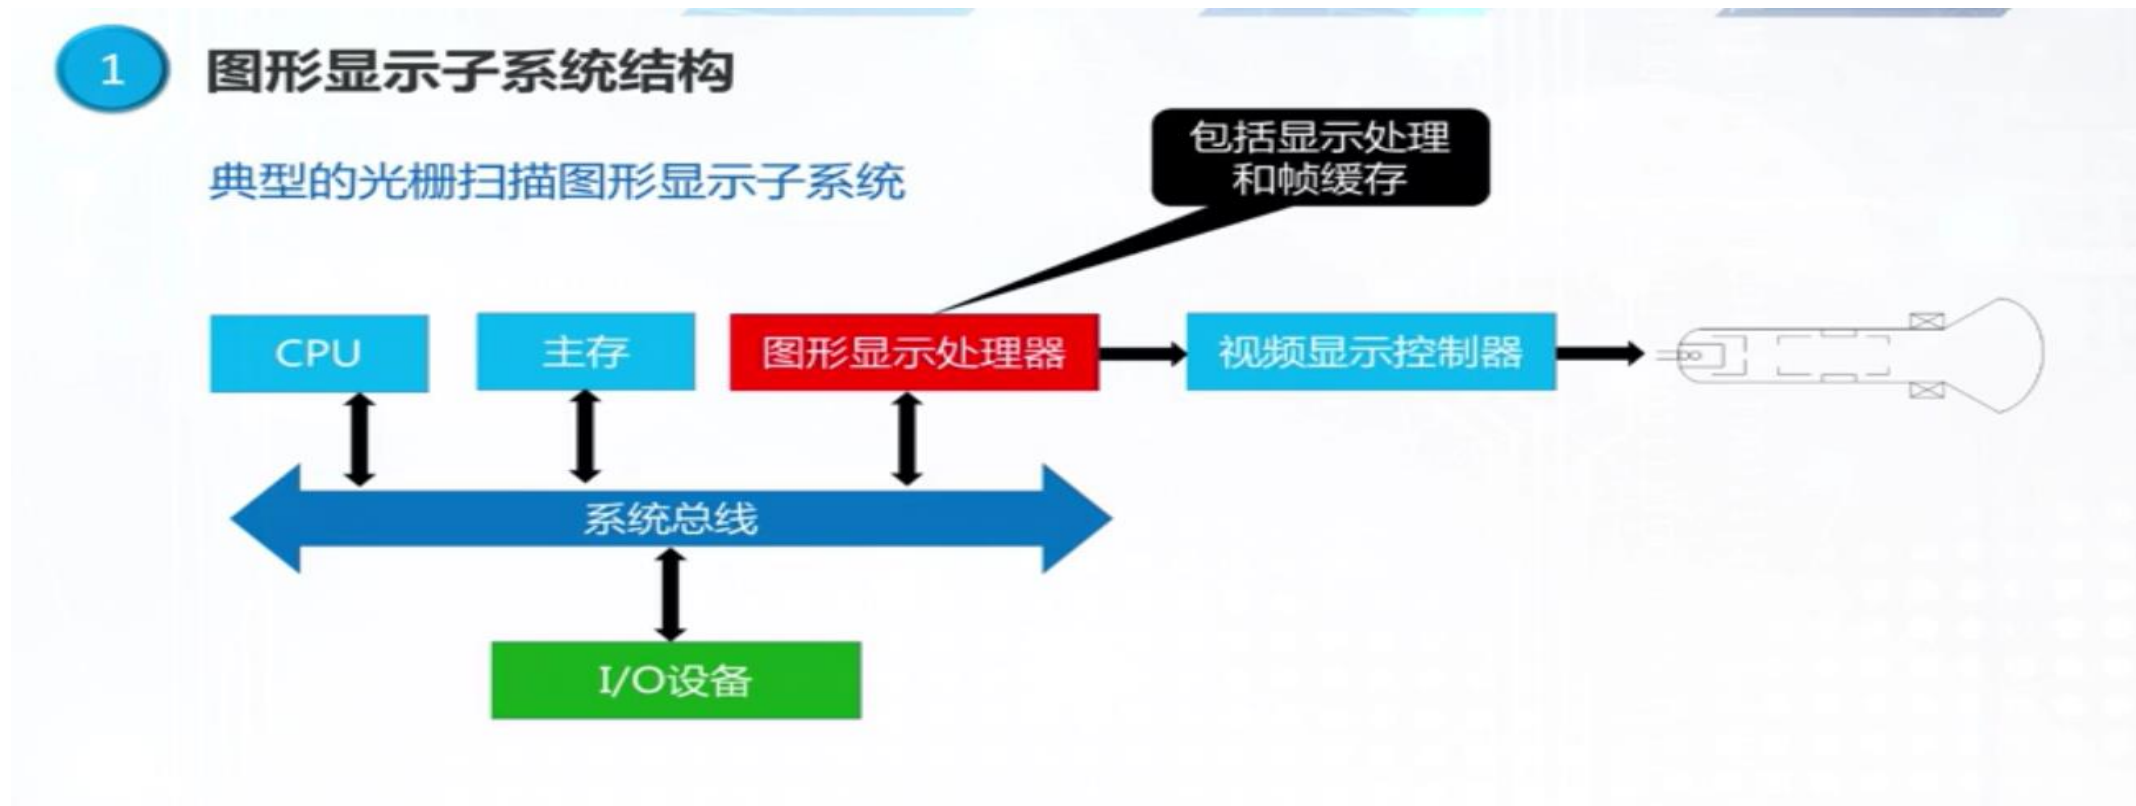 1
图形显示子系统结构
典型的光栅扫描图形显示子系统
包括显示处理
和帧缓存
CPU
主存
图形显示处理器
视频显示控制器
系统总线
I/O设备